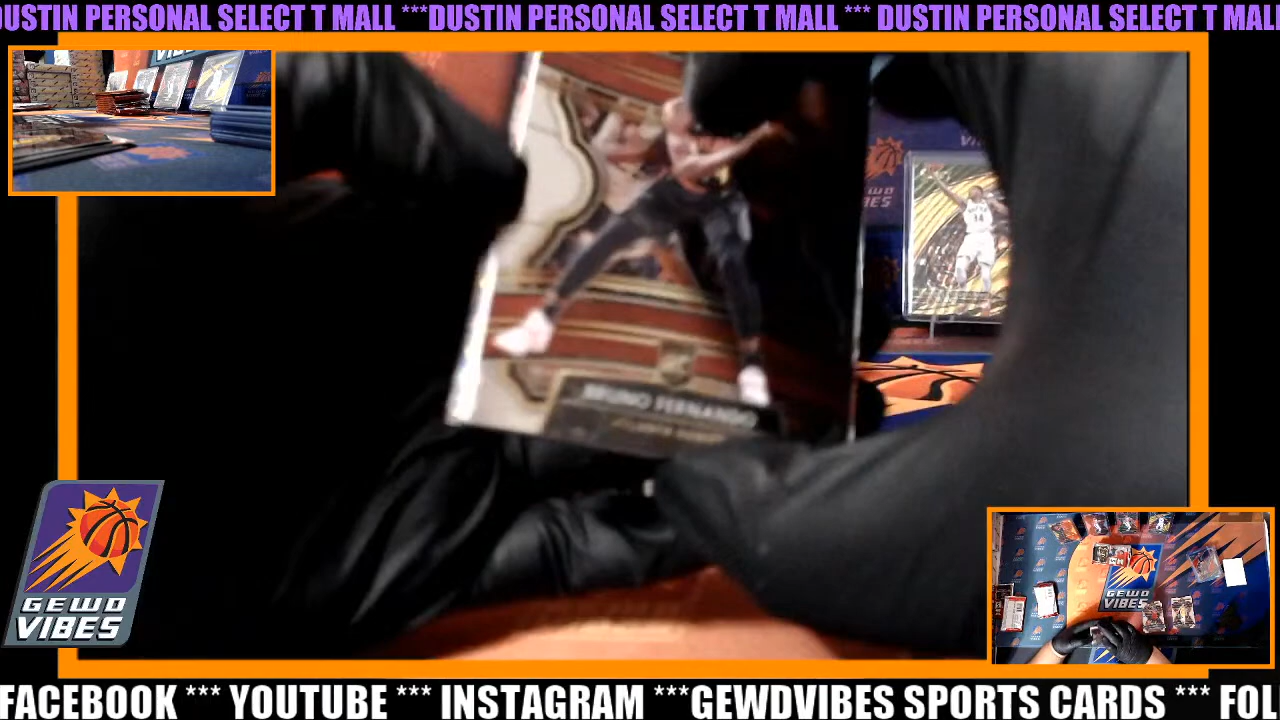 DUSTIN PERSONAL SELECT T MALL ***DUSTIN PERSONAL SELECT T MALL *** DUSTIN PERSONAL SELECT T MALL
BRUNO FERNANDO
GEWD
VIBES
GEWD
VIBES
FACEBOOK *** YOUTUBE *** INSTAGRAM ***GEWDVIBES SPORTS CARDS *** FOL